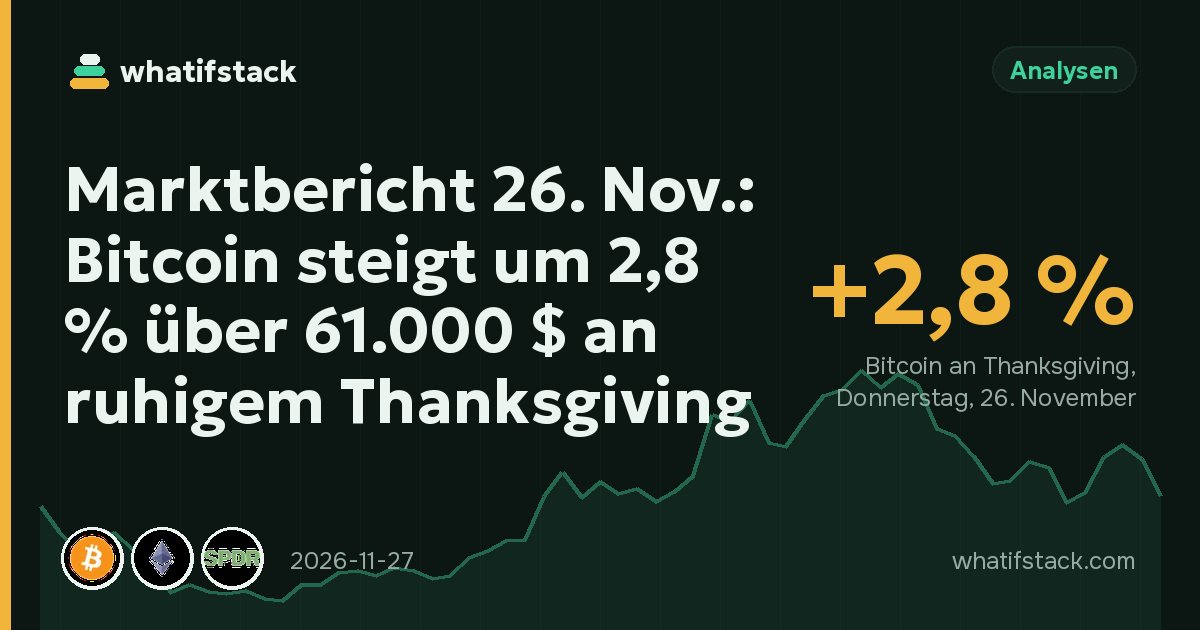 whatifstack
Analysen
Marktbericht 26. Nov.:
Bitcoin steigt um 2,8
% über 61.000 $ an
ruhigem Thanksgiving
+2,8 %
Bitcoin an Thanksgiving,
Donnerstag, 26. November
SPDR
2026-11-27
whatifstack.com